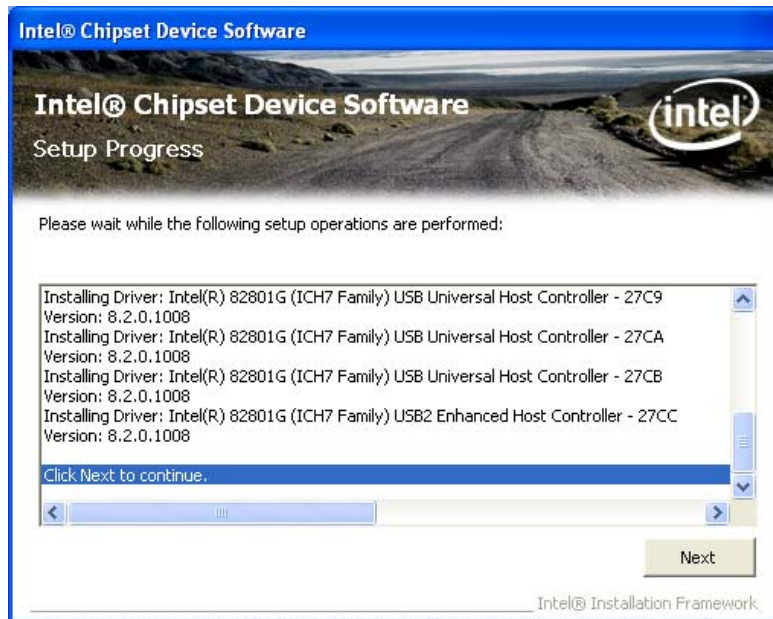 Intel® Chipset Device Software
Intel® Chipset Device Software
intel
Setup Progress
Please wait while the following setup operations are performed:
Installing Driver: Intel(R) 82801G (ICH7 Family) USB Universal Host Controller - 27C9
Version: 8.2.0.1008
Installing Driver: Intel(R) 82801G (ICH7 Family) USB Universal Host Controller - 27CA
Version: 8.2.0.1008
Installing Driver: Intel(R) 82801G (ICH7 Family) USB Universal Host Controller - 27CB
Version: 8.2.0.1008
Installing Driver: Intel(R) 82801G (ICH7 Family) USB2 Enhanced Host Controller - 27CC
Version: 8.2.0.1008
Click Next to continue.
Next
Intel® Installation Framework